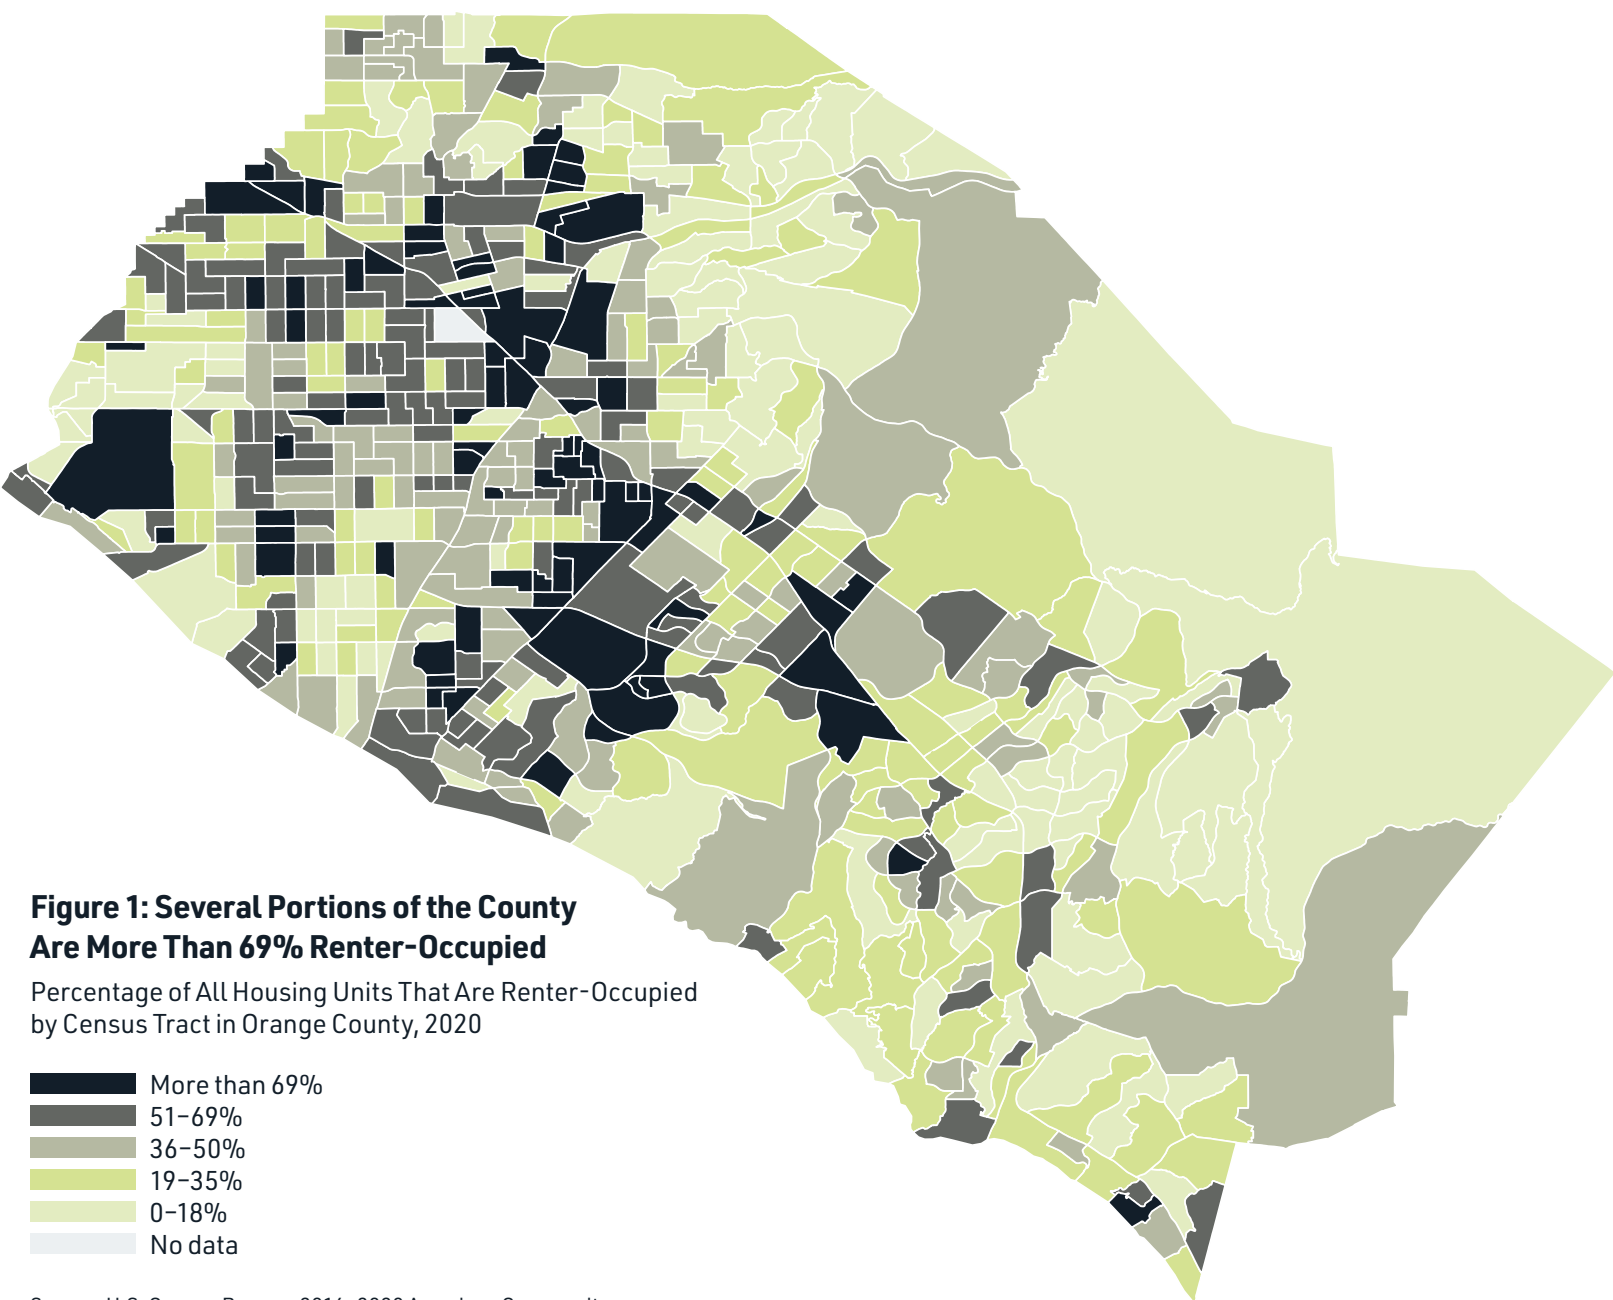 Figure 1: Several Portions of the County
Are More Than 69% Renter-Occupied
Percentage of All Housing Units That Are Renter-Occupied
by Census Tract in Orange County, 2020
More than 69%
51–69%
36–50%
19–35%
0–18%
No data